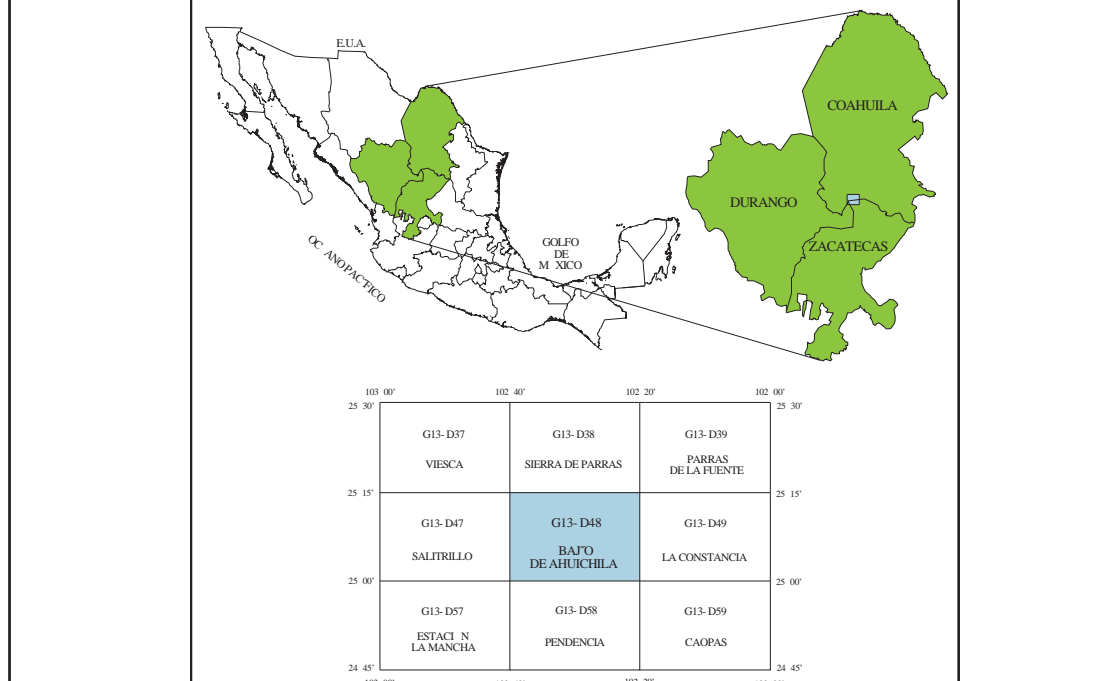 E.U.A.
COAHUILA
DURANGO
ZACATECAS
GOLFO
DE
M XICO
OC ANO PAC
FICO
103 00' 102 40' 102 20' 102 00'
25 30' 25 30'
G13- D37 G13- D38 G13- D39
VIESCA SIERRA DE PARRAS PARRAS
DE LA FUENTE
25 15' 25 15'
G13- D47 G13- D48 G13- D49
SALITRILLO BAJ"O
DE AHUICHILA LA CONSTANCIA
25 00' 25 00'
G13- D57 G13- D58 G13- D59
ESTACI N
LA MANCHA PENDENCIA CAOPAS
24 45' 24 45'